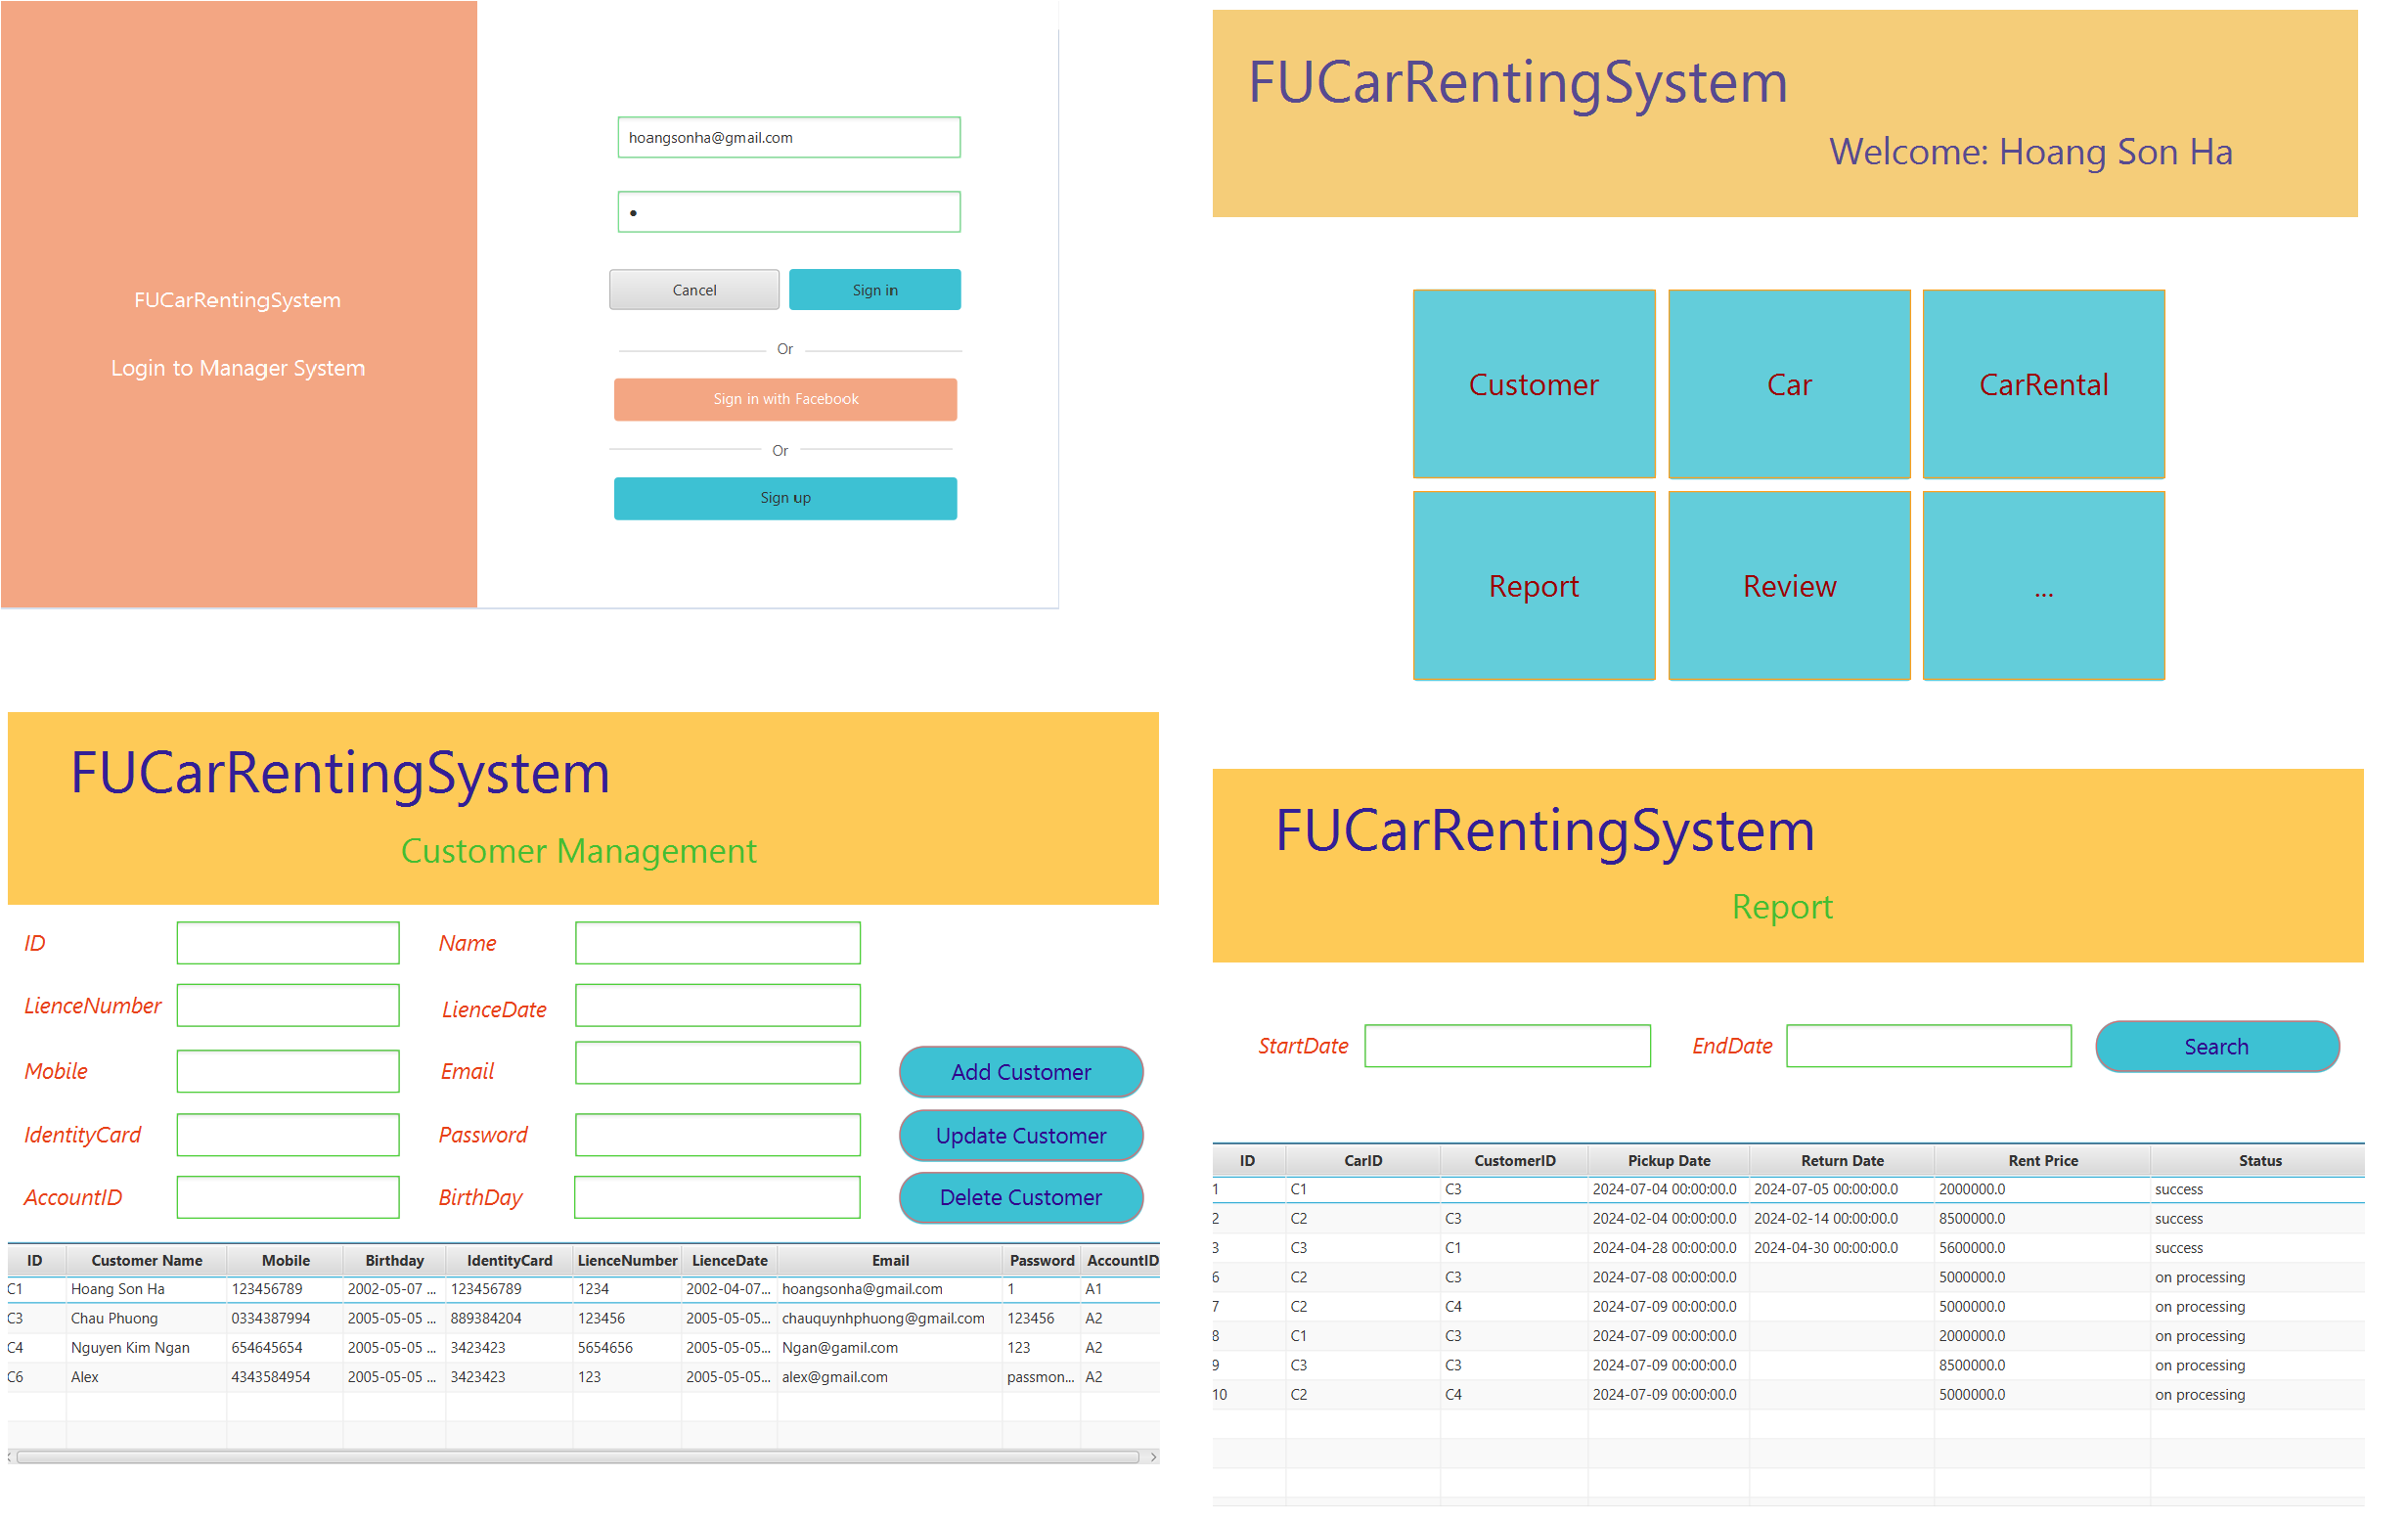 hoangsonha@gmail.com
●
Cancel Sign in
Or
Sign in with Facebook
Or
Sign up
FUCarRentingSystem
Login to Manager System
FUCarRentingSystem
Welcome: Hoang Son Ha
Customer Car CarRental
Report Review ...
FUCarRentingSystem
Customer Management
ID Name
LienceNumber LienceDate
Mobile Email Add Customer
IdentityCard Password Update Customer
AccountID BirthDay Delete Customer
ID Customer Name Mobile Birthday IdentityCard LienceNumber LienceDate Email Password AccountID
C1 Hoang Son Ha 123456789 2002-05-07 ... 123456789 1234 2002-04-07... hoangsonha@gmail.com 1 A1
C3 Chau Phuong 0334387994 2005-05-05 ... 889384204 123456 2005-05-05... chauquynhphuong@gmail.com 123456 A2
C4 Nguyen Kim Ngan 654645654 2005-05-05 ... 3423423 5654656 2005-05-05... Ngan@gamil.com 123 A2
C6 Alex 4343584954 2005-05-05 ... 3423423 123 2005-05-05... alex@gmail.com passmon... A2
FUCarRentingSystem
Report
StartDate EndDate Search
ID CarID CustomerID Pickup Date Return Date Rent Price Status
1 C1 C3 2024-07-04 00:00:00.0 2024-07-05 00:00:00.0 2000000.0 success
2 C2 C3 2024-02-04 00:00:00.0 2024-02-14 00:00:00.0 8500000.0 success
3 C3 C1 2024-04-28 00:00:00.0 2024-04-30 00:00:00.0 5600000.0 success
6 C2 C3 2024-07-08 00:00:00.0 5000000.0 on processing
7 C2 C4 2024-07-09 00:00:00.0 5000000.0 on processing
8 C1 C3 2024-07-09 00:00:00.0 2000000.0 on processing
9 C3 C3 2024-07-09 00:00:00.0 8500000.0 on processing
10 C2 C4 2024-07-09 00:00:00.0 5000000.0 on processing